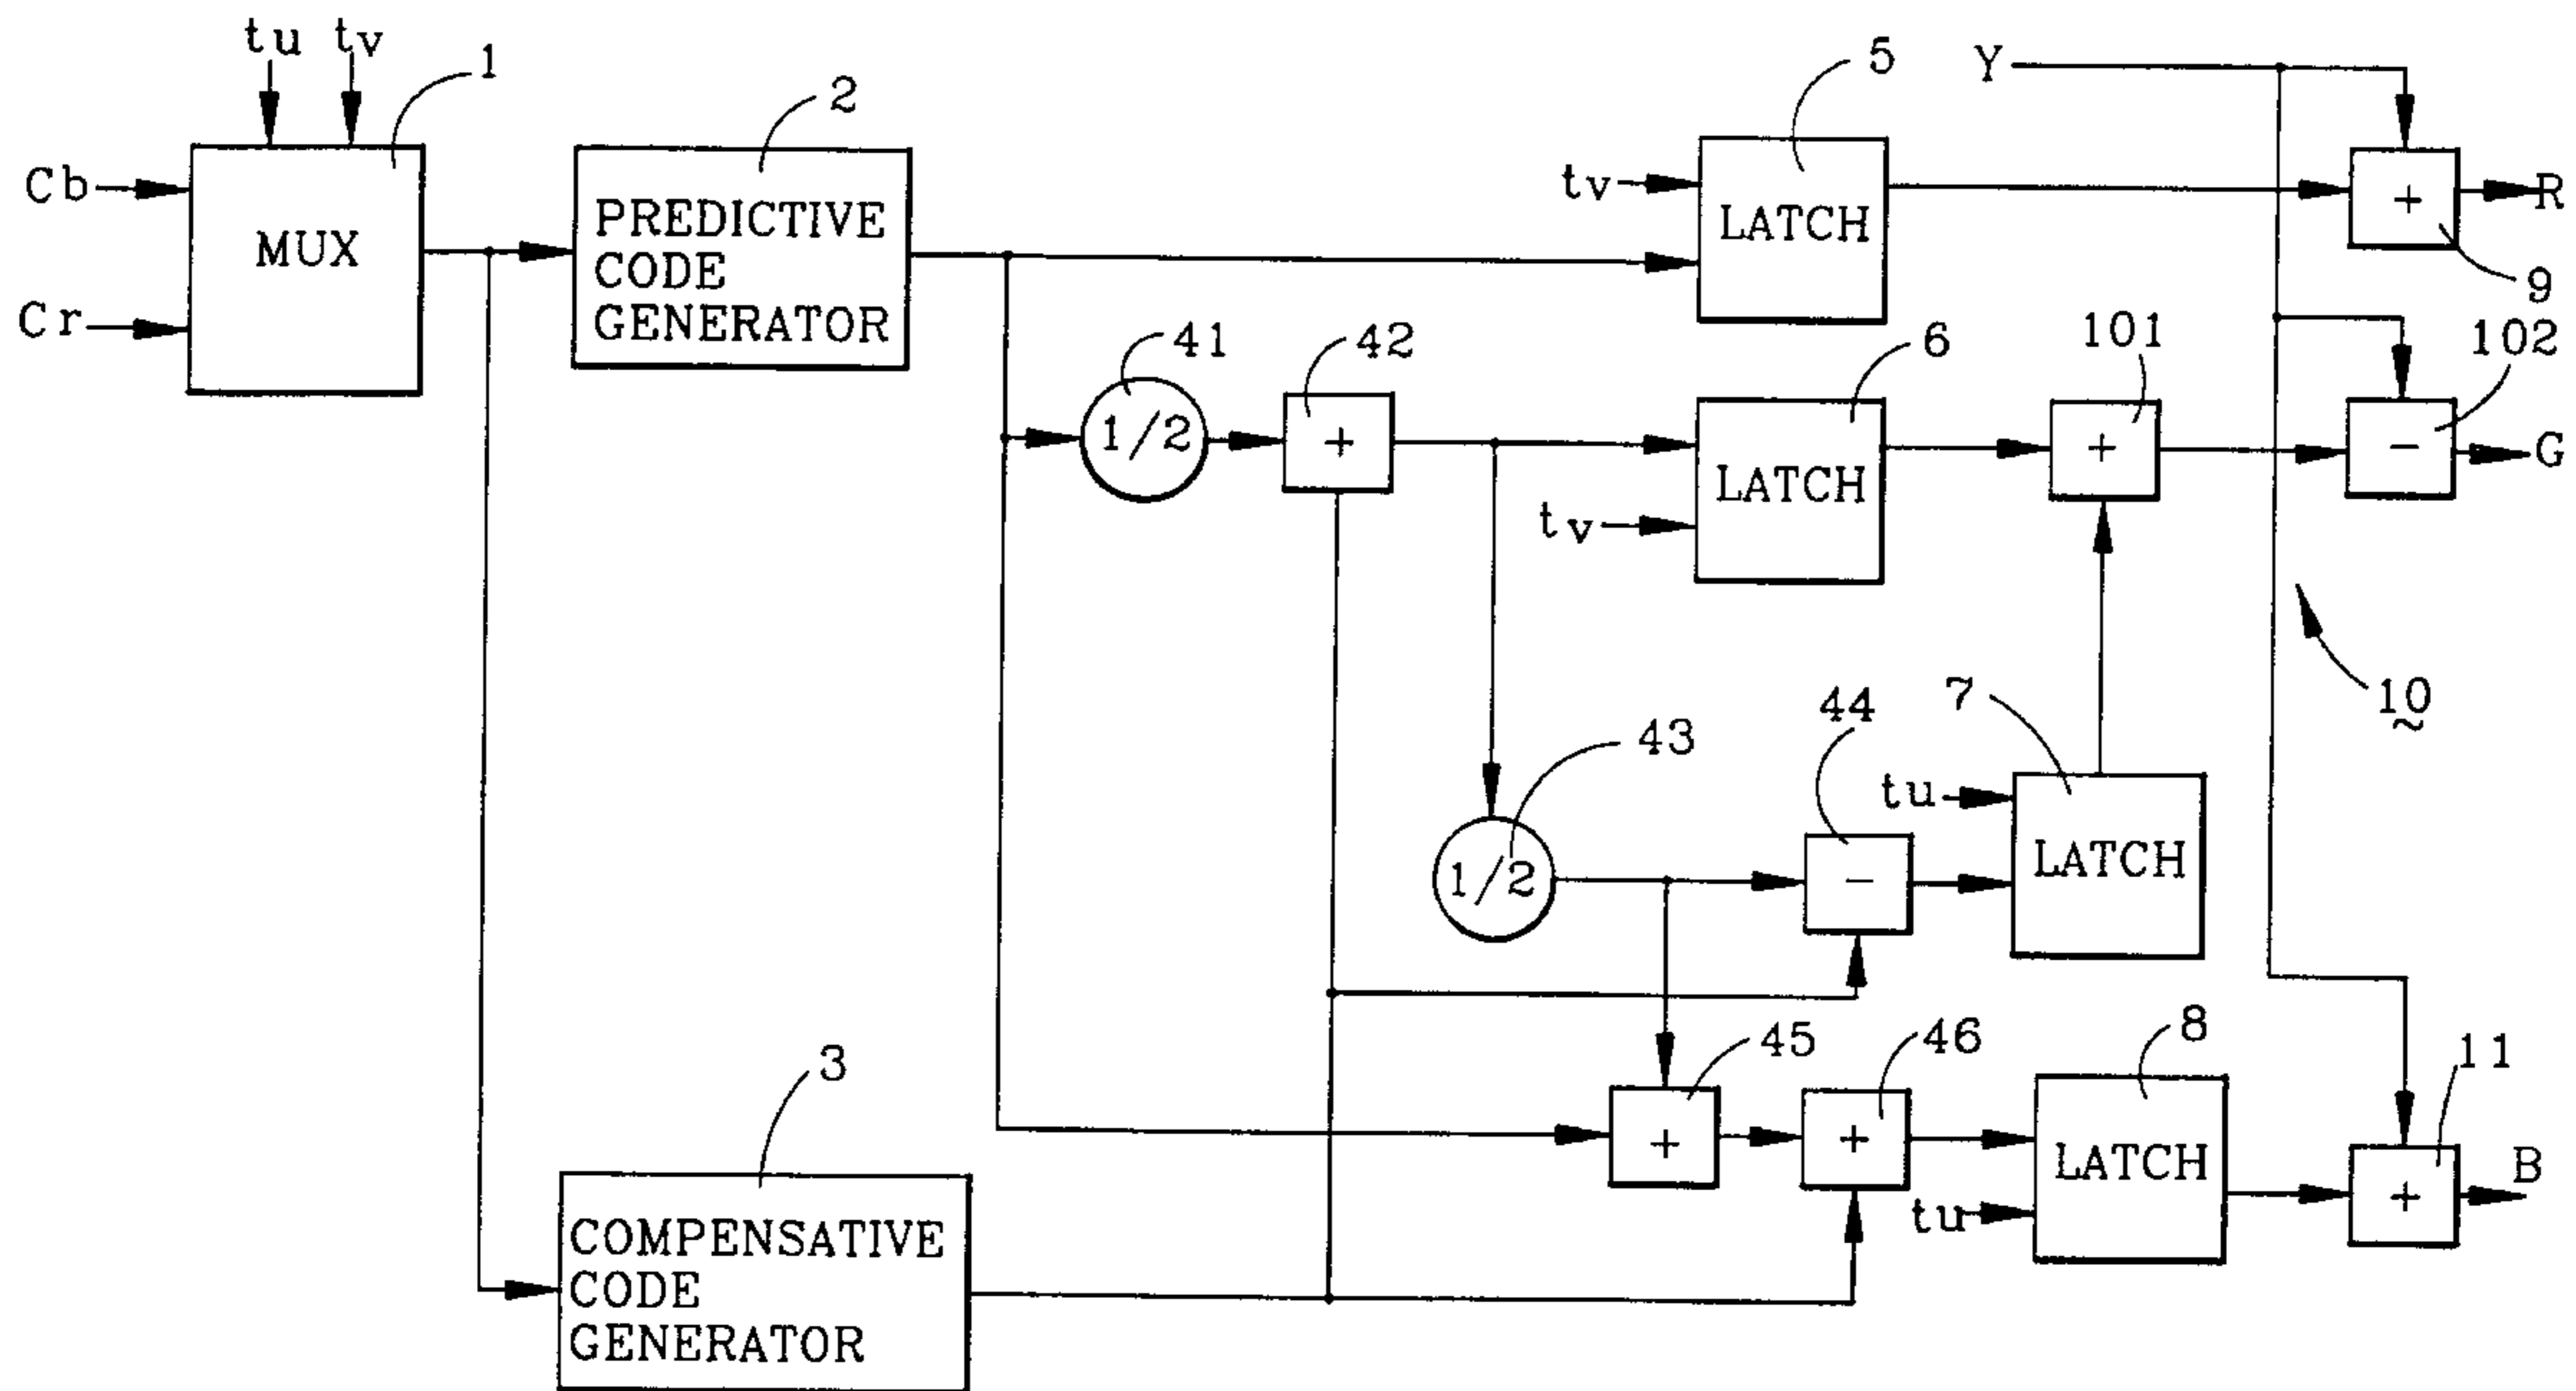 tu tv
1
Cb
Cr
MUX
2
PREDICTIVE
CODE
GENERATOR
5
tv
LATCH
Y
+
R
9
41
1/2
42
+
6
LATCH
tv
101
+
102
-
G
10
43
1/2
44
-
7
tu
LATCH
3
COMPENSATIVE
CODE
GENERATOR
45
+
46
+
8
LATCH
tu
11
+
B